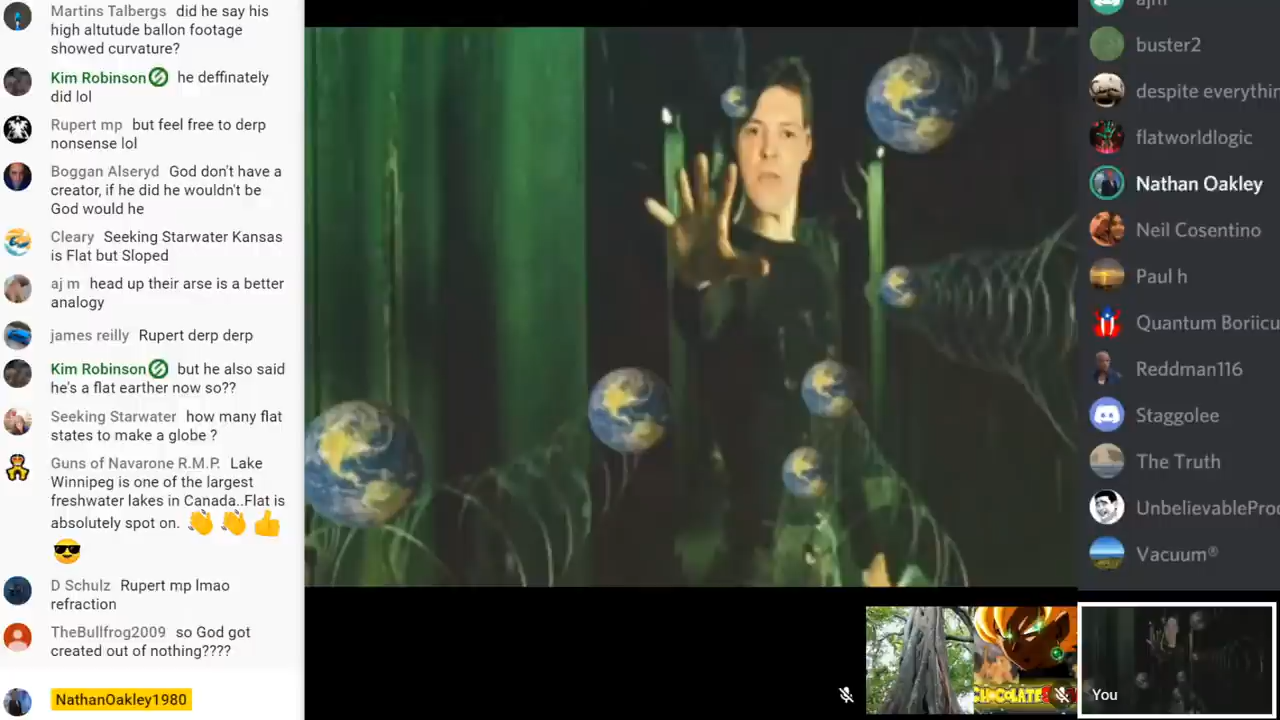 Martins Talbergs did he say his
high altutude ballon footage
showed curvature?
Kim Robinson he deffinately
did lol
Rupert mp but feel free to derp
nonsense lol
Boggan Alseryd God don't have a
creator, if he did he wouldn't be
God would he
Cleary Seeking Starwater Kansas
is Flat but Sloped
aj m head up their arse is a better
analogy
james reilly Rupert derp derp
Kim Robinson but he also said
he's a flat earther now so??
Seeking Starwater how many flat
states to make a globe ?
Guns of Navarone R.M.P. Lake
Winnipeg is one of the largest
freshwater lakes in Canada..Flat is
absolutely spot on. 👏 👏 👍
😎
D Schulz Rupert mp lmao
refraction
TheBullfrog2009 so God got
created out of nothing????
NathanOakley1980
ajm
buster2
despite everythin
flatworldlogic
Nathan Oakley
Neil Cosentino
Paul h
Quantum Boriicu
Reddman116
Staggolee
The Truth
UnbelievableProd
Vacuum®
You